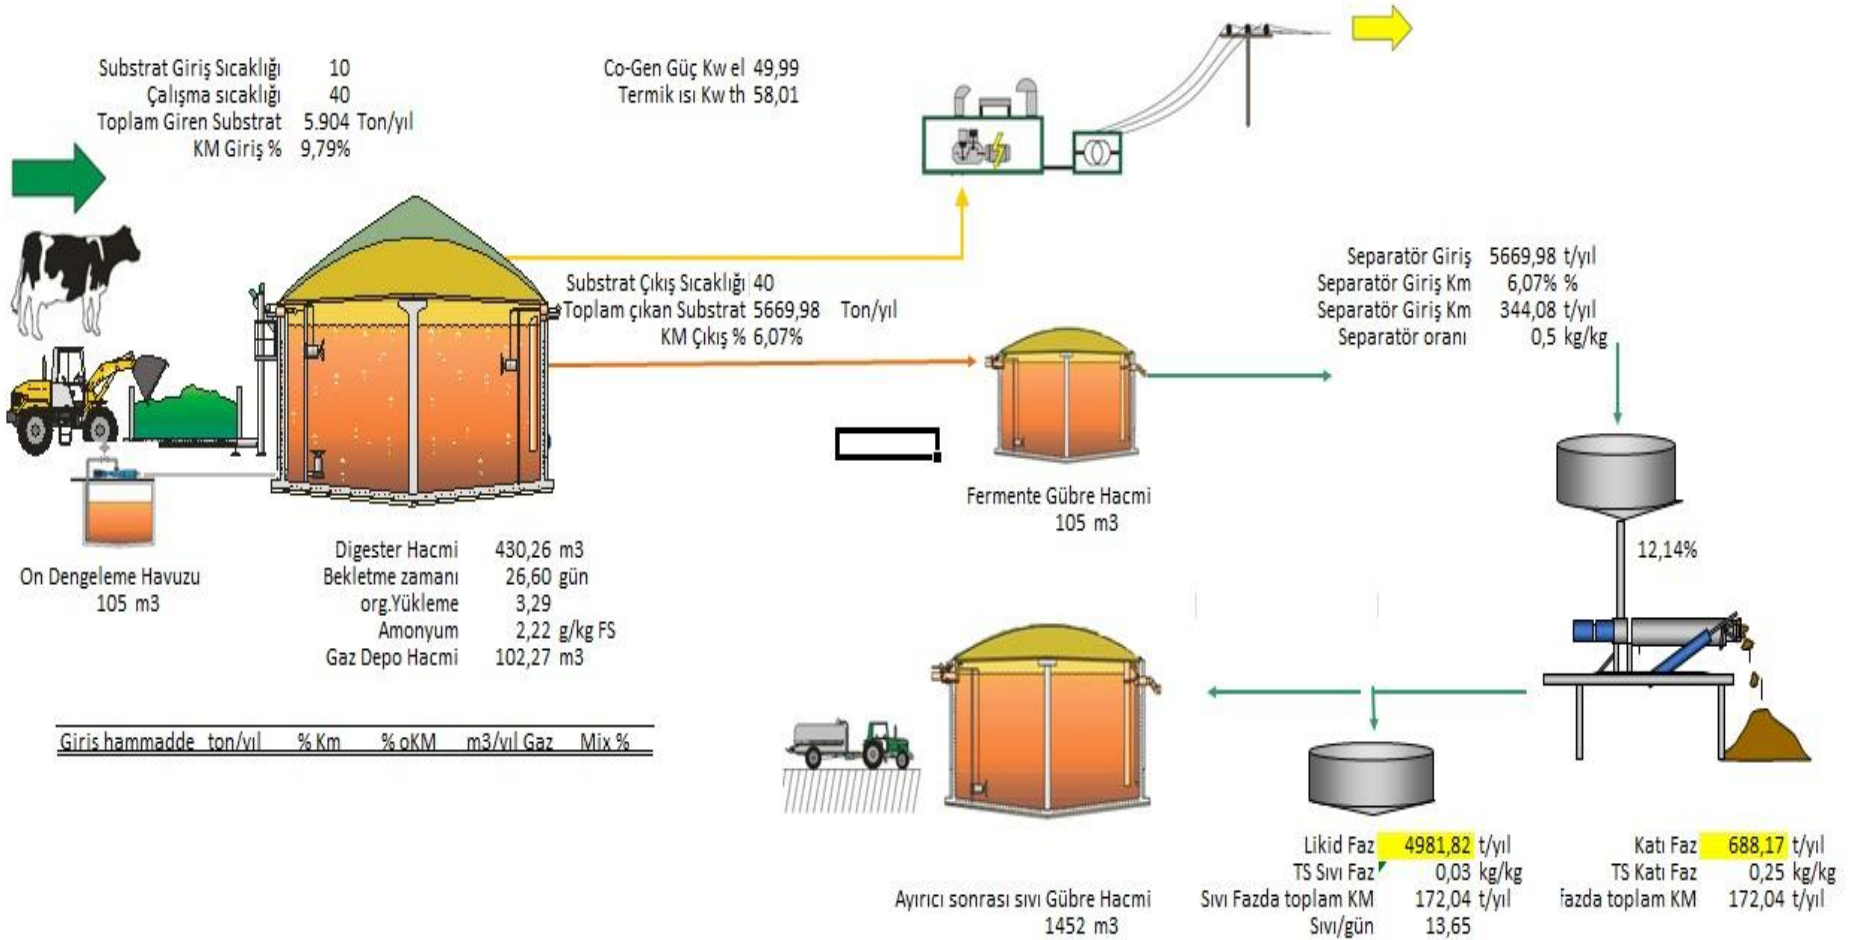 Substrat Giriş Sıcaklığı 10
Çalışma sıcaklığı 40
Toplam Giren Substrat 5.904 Ton/yıl
KM Giriş % 9,79%
Co-Gen Güç Kw el 49,99
Termik ısı Kw th 58,01
Substrat Çıkış Sıcaklığı 40
Toplam çıkan Substrat 5669,98 Ton/yıl
KM Çıkış % 6,07%
Separatör Giriş 5669,98 t/yıl
Separatör Giriş Km 6,07% %
Separatör Giriş Km 344,08 t/yıl
Separatör oranı 0,5 kg/kg
Fermente Gübre Hacmi
105 m3
12,14%
On Dengeleme Havuzu
105 m3
Digester Hacmi 430,26 m3
Bekletme zamanı 26,60 gün
org.Yükleme 3,29
Amonyum 2,22 g/kg FS
Gaz Depo Hacmi 102,27 m3
Giris hammadde ton/yıl % Km % oKM m3/yıl Gaz Mix %
Ayırıcı sonrası sıvı Gübre Hacmi
1452 m3
Likid Faz 4981,82 t/yıl
TS Sıvı Faz 0,03 kg/kg
Sıvı Fazda toplam KM 172,04 t/yıl
Sıvı/gün 13,65
Katı Faz 688,17 t/yıl
TS Katı Faz 0,25 kg/kg
fazda toplam KM 172,04 t/yıl